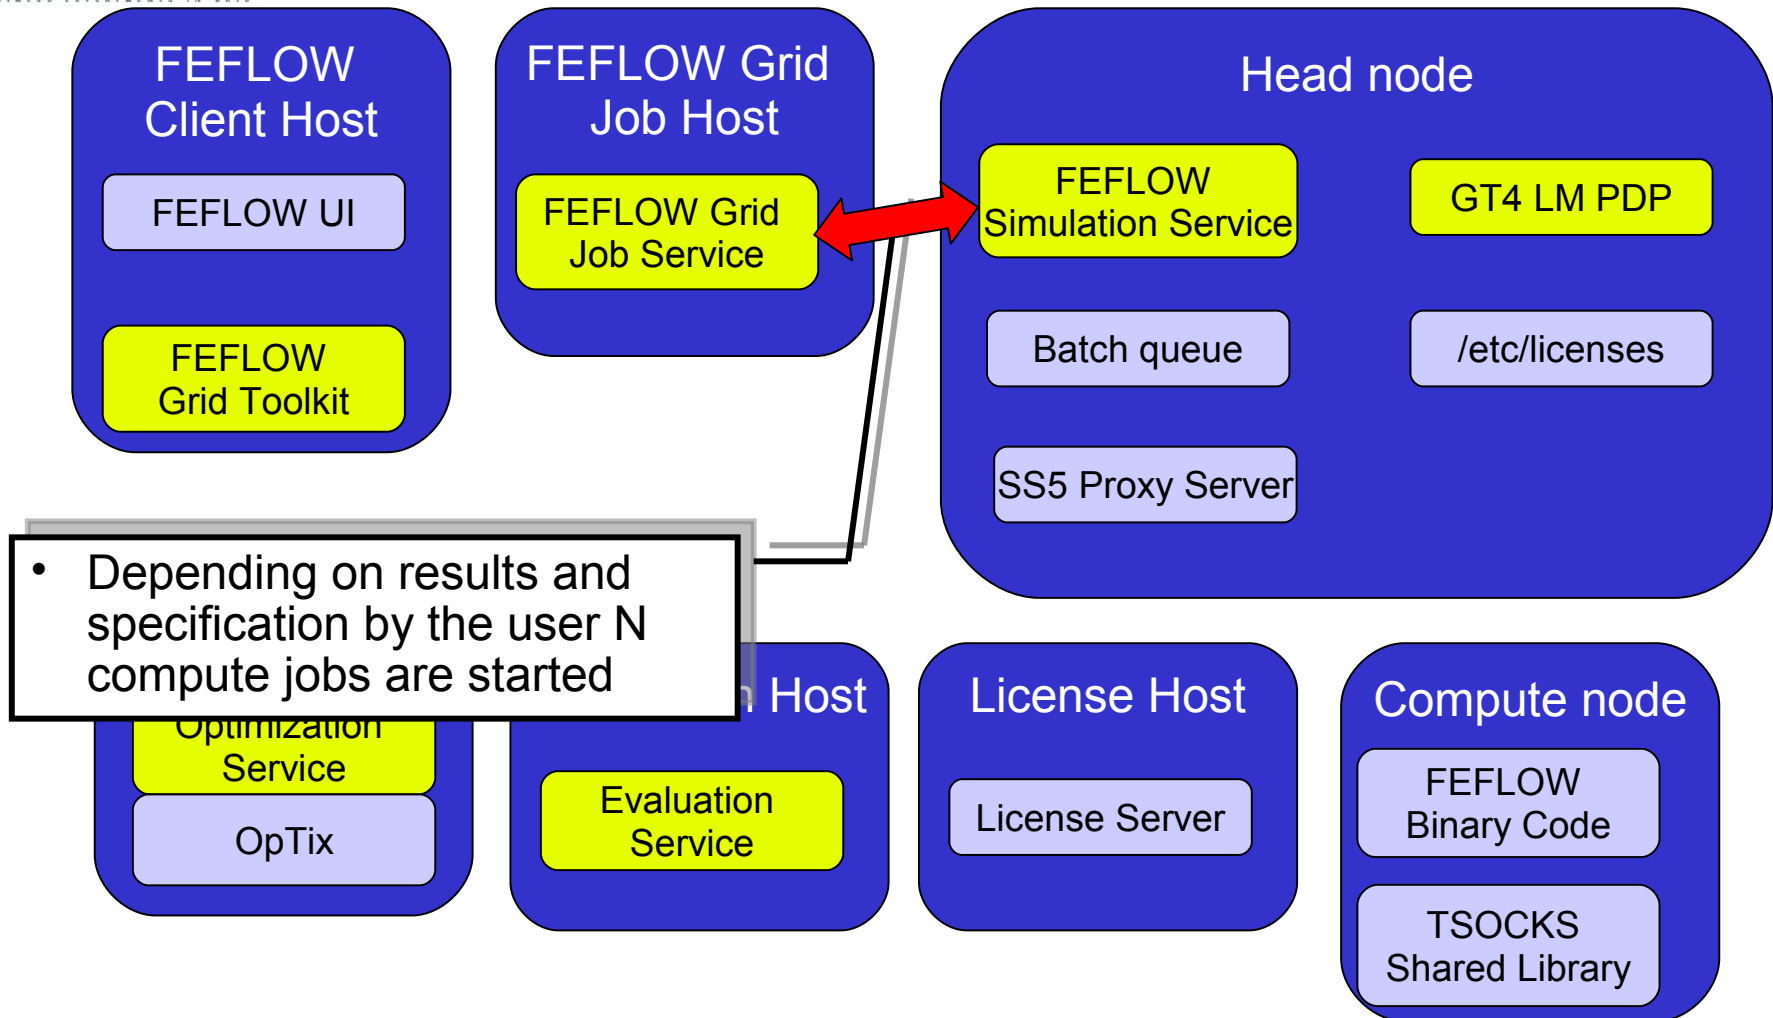 FEFLOW
Client Host
FEFLOW UI
FEFLOW
Grid Toolkit
FEFLOW Grid
Job Host
FEFLOW Grid
Job Service
Head node
FEFLOW
Simulation Service
GT4 LM PDP
Batch queue
/etc/licenses
SS5 Proxy Server
• Depending on results and
specification by the user N
compute jobs are started
Optimization
Service
OpTix
Host
Evaluation
Service
License Host
License Server
Compute node
FEFLOW
Binary Code
TSOCKS
Shared Library